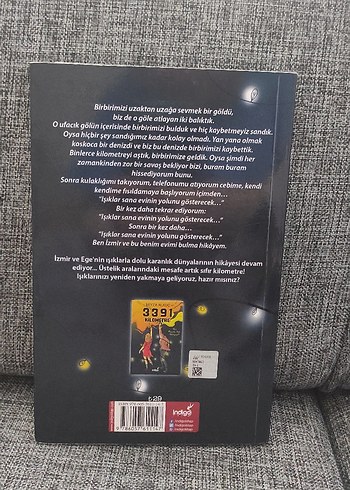 Birbirimizi uzaktan uzağa sevmek bir göldü,
biz de o göle atlayan iki balıktık.
O ufacık gölün içerisinde birbirimizi bulduk ve hiç kaybetmeyiz sandık.
Oysa hiçbir şey sandığımız kadar kolay olmadı. Yan yana olmak
koskoca bir denizdi ve biz bu denizde birbirimizi kaybettik.
Binlerce kilometreyi aştık, birbirimize geldik. Oysa şimdi her
zamankinden zor bir savaş bekliyor bizi, buram buram
hissediyorum bunu.
Sonra kulaklığımı takıyorum, telefonumu atıyorum cebime, kendi
kendime fısıldamaya başlıyorum içimden...
"Işıklar sana evinin yolunu gösterecek..."
Bir kez daha tekrar ediyorum:
"Işıklar sana evinin yolunu gösterecek..."
Sonra bir kez daha...
"Işıklar sana evinin yolunu gösterecek..."
Ben İzmir ve bu benim evimi bulma hikâyem.
İzmir ve Ege'nin ışıklarla dolu karanlık dünyalarının hikâyesi devam
ediyor... Üstelik aralarındaki mesafe artık sıfır kilometre!
Işıklarınızı yeniden yakmaya geliyoruz, hazır mısınız?
3391
KİLOMETRE
₺29
indigo
9 786057 611147